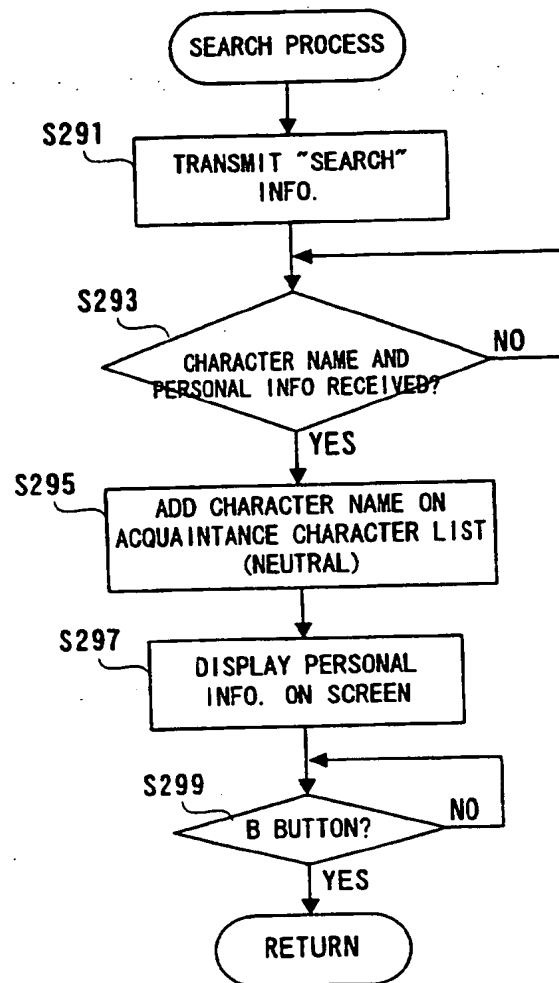 SEARCH PROCESS
S291
TRANSMIT "SEARCH"
INFO.
S293
CHARACTER NAME AND
PERSONAL INFO RECEIVED?
NO
YES
S295
ADD CHARACTER NAME ON
ACQUAINTANCE CHARACTER LIST
(NEUTRAL)
S297
DISPLAY PERSONAL
INFO. ON SCREEN
S299
B BUTTON?
NO
YES
RETURN